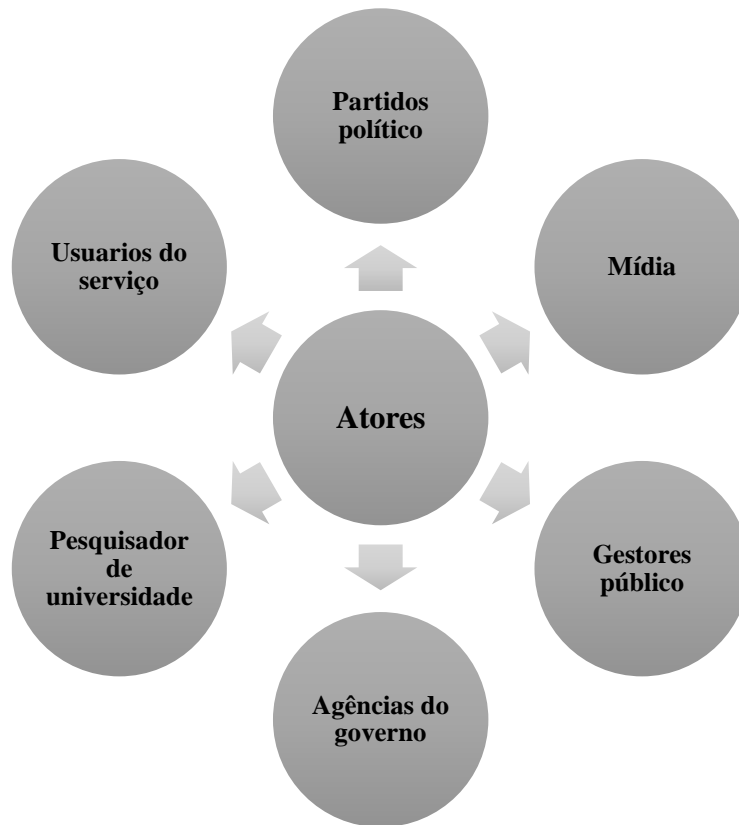 Partidos
político
Usuarios do
serviço
Mídia
Atores
Pesquisador
de
universidade
Gestores
público
Agências do
governo